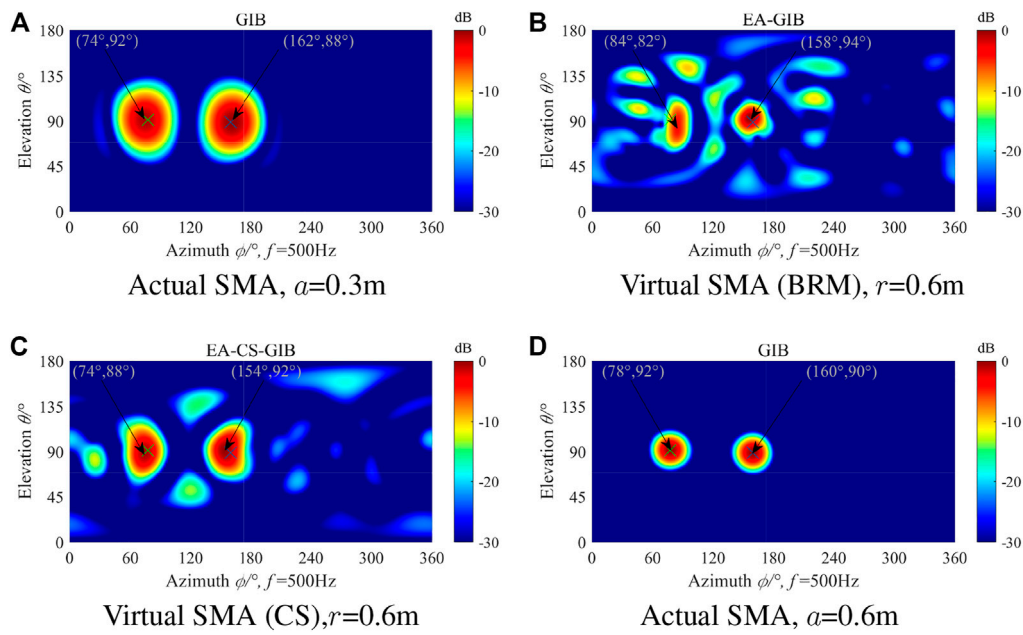 A
GIB
dB
180
135
90
45
0
(74°,92°)
(162°,88°)
0
-10
-20
-30
0 60 120 180 240 300 360
Elevation θ/°
Azimuth ϕ/°, f=500Hz
Actual SMA, a=0.3m
B
EA-GIB
dB
180
135
90
45
0
(84°,82°)
(158°,94°)
0
-10
-20
-30
0 60 120 180 240 300 360
Elevation θ/°
Azimuth ϕ/°, f=500Hz
Virtual SMA (BRM), r=0.6m
C
EA-CS-GIB
dB
180
135
90
45
0
(74°,88°)
(154°,92°)
0
-10
-20
-30
0 60 120 180 240 300 360
Elevation θ/°
Azimuth ϕ/°, f=500Hz
Virtual SMA (CS),r=0.6m
D
GIB
dB
180
135
90
45
0
(78°,92°)
(160°,90°)
0
-10
-20
-30
0 60 120 180 240 300 360
Elevation θ/°
Azimuth ϕ/°, f=500Hz
Actual SMA, a=0.6m